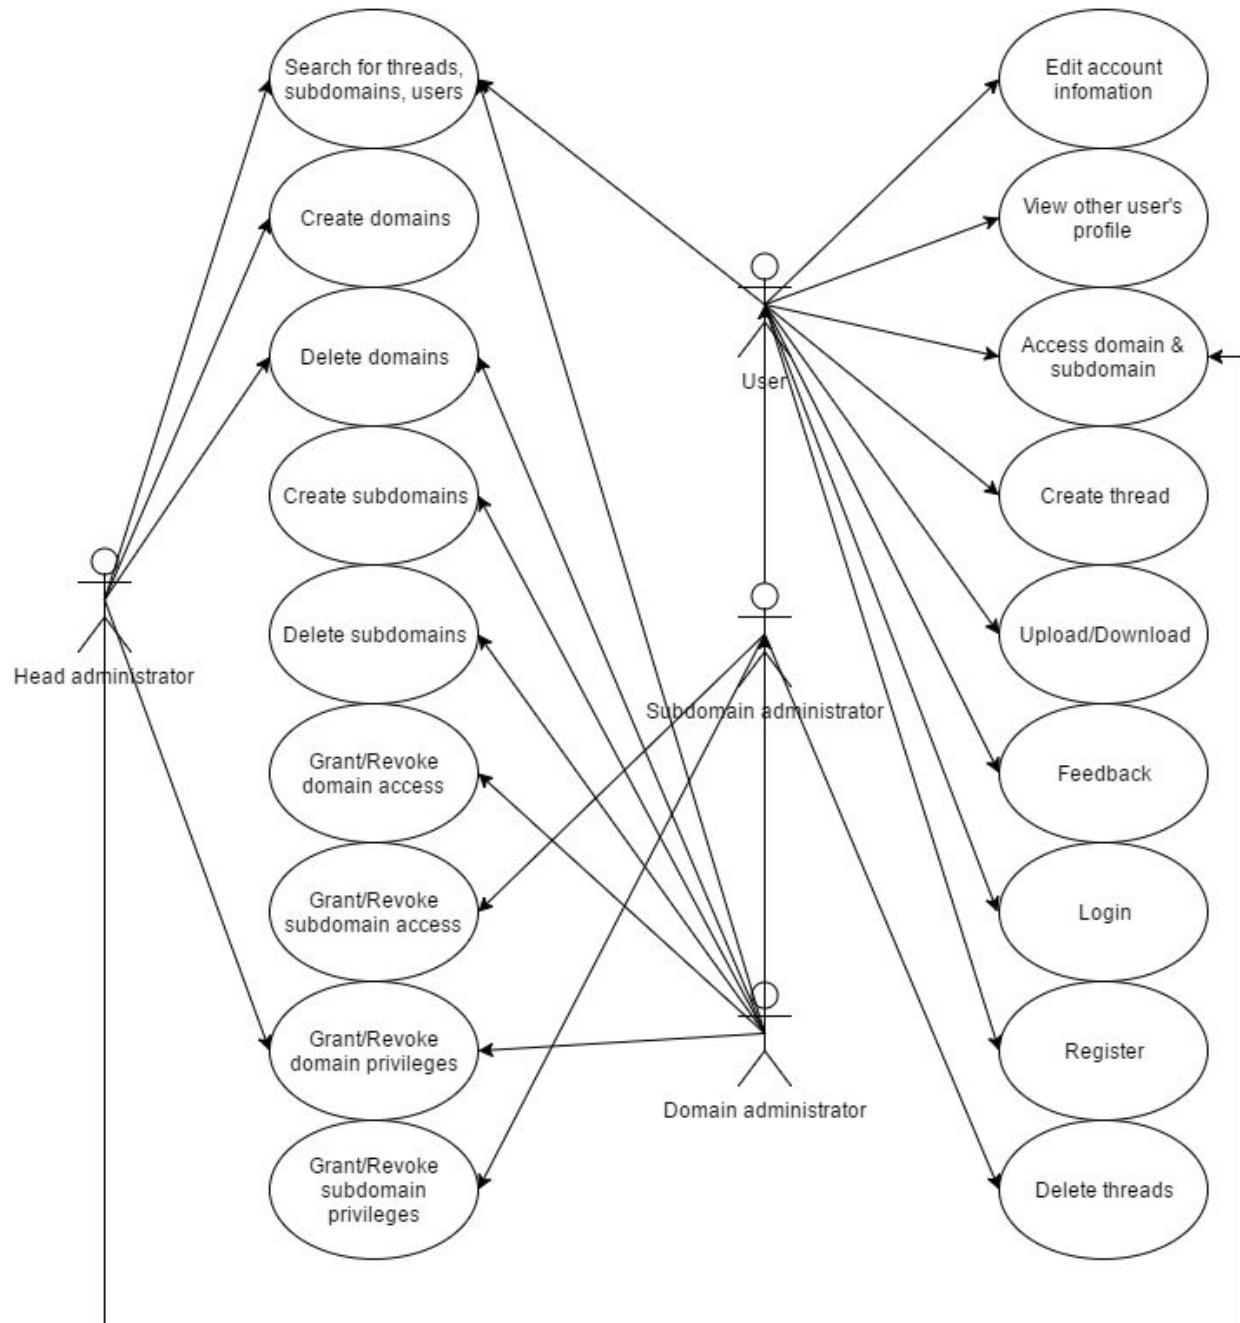 Search for threads,
subdomains, users
Create domains
Delete domains
Create subdomains
Delete subdomains
Grant/Revoke
domain access
Grant/Revoke
subdomain access
Grant/Revoke
domain privileges
Grant/Revoke
subdomain
privileges
Head administrator
User
Subdomain administrator
Domain administrator
Edit account
infomation
View other user's
profile
Access domain &
subdomain
Create thread
Upload/Download
Feedback
Login
Register
Delete threads